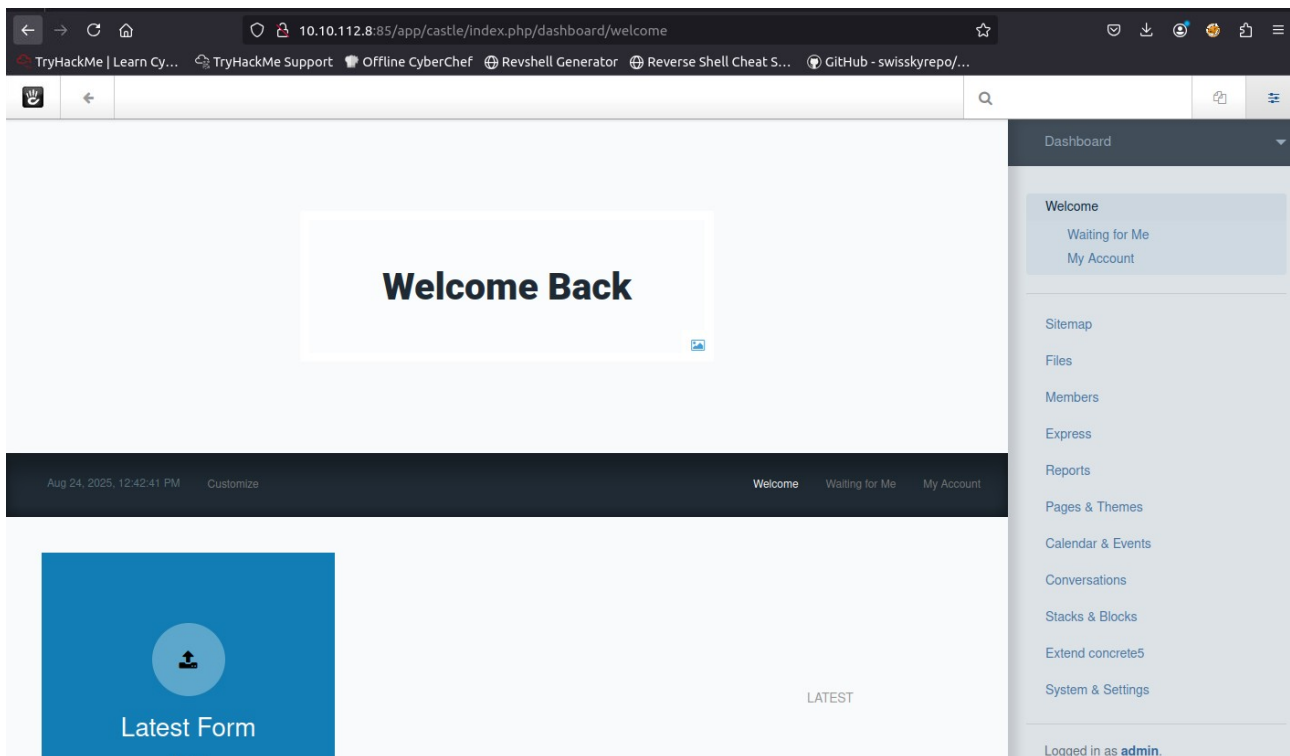 10.10.112.8:85/app/castle/index.php/dashboard/welcome
TryHackMe | Learn Cy... TryHackMe Support Offline CyberChef Revshell Generator Reverse Shell Cheat S... GitHub - swisskyrepo/...
Dashboard
Welcome
Waiting for Me
My Account
Welcome Back
Sitemap
Files
Members
Express
Reports
Pages & Themes
Calendar & Events
Conversations
Stacks & Blocks
Extend concrete5
System & Settings
Logged in as admin.
Aug 24, 2025, 12:42:41 PM Customize Welcome Waiting for Me My Account
Latest Form
LATEST